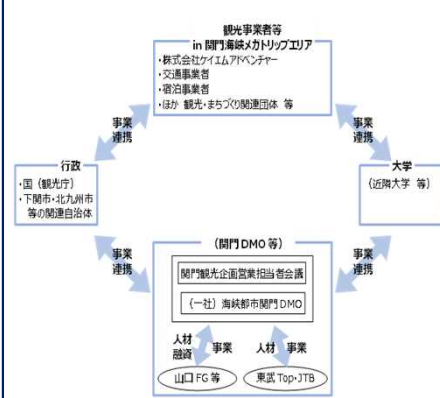 観光事業者等
in 関門海峡メガトリップエリア
・株式会社ケイエムアドベンチャー
・交通事業者
・宿泊事業者
・ほか 観光・まちづくり関連団体 等
事業
連携
事業
連携
行政
・国（観光庁）
・下関市・北九州市
等の関連自治体
大学
（近隣大学 等）
事業
連携
（関門DMO 等）
事業
連携
関門観光企画営業担当者会議
（一社）海峡都市関門DMO
人材
融資
事業
人材
事業
山口FG 等
東武Top・JTB